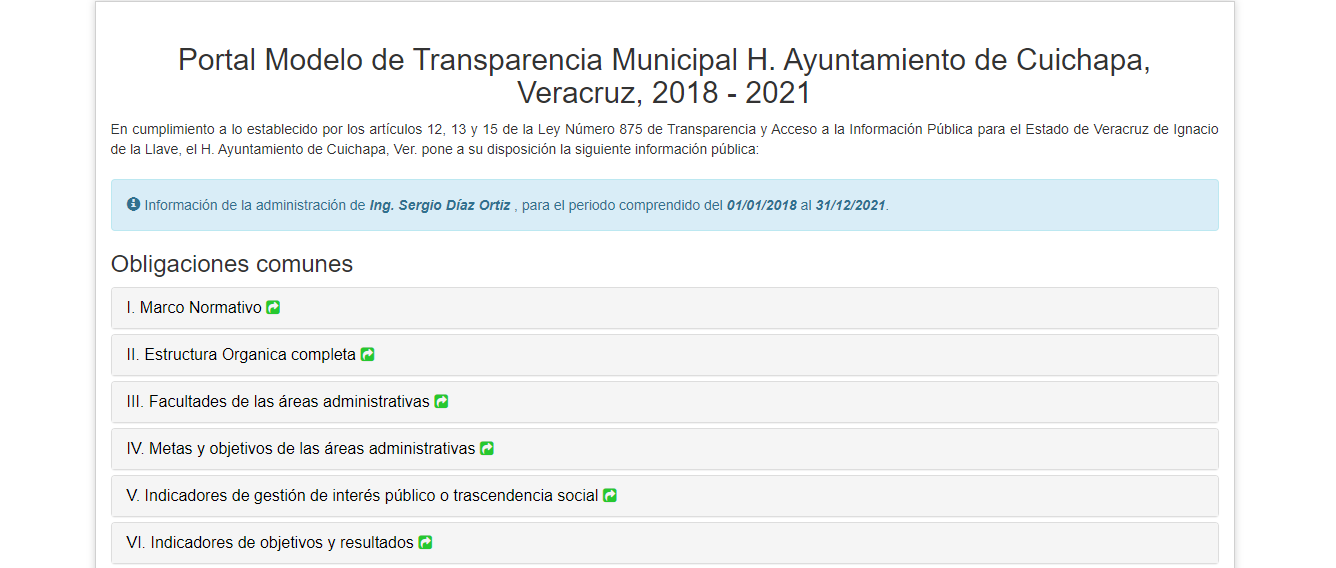 Portal Modelo de Transparencia Municipal H. Ayuntamiento de Cuichapa,
Veracruz, 2018 - 2021
En cumplimiento a lo establecido por los artículos 12, 13 y 15 de la Ley Número 875 de Transparencia y Acceso a la Información Pública para el Estado de Veracruz de Ignacio
de la Llave, el H. Ayuntamiento de Cuichapa, Ver. pone a su disposición la siguiente información pública:
Información de la administración de Ing. Sergio Díaz Ortiz , para el periodo comprendido del 01/01/2018 al 31/12/2021.
Obligaciones comunes
I. Marco Normativo
II. Estructura Organica completa
III. Facultades de las áreas administrativas
IV. Metas y objetivos de las áreas administrativas
V. Indicadores de gestión de interés público o trascendencia social
VI. Indicadores de objetivos y resultados